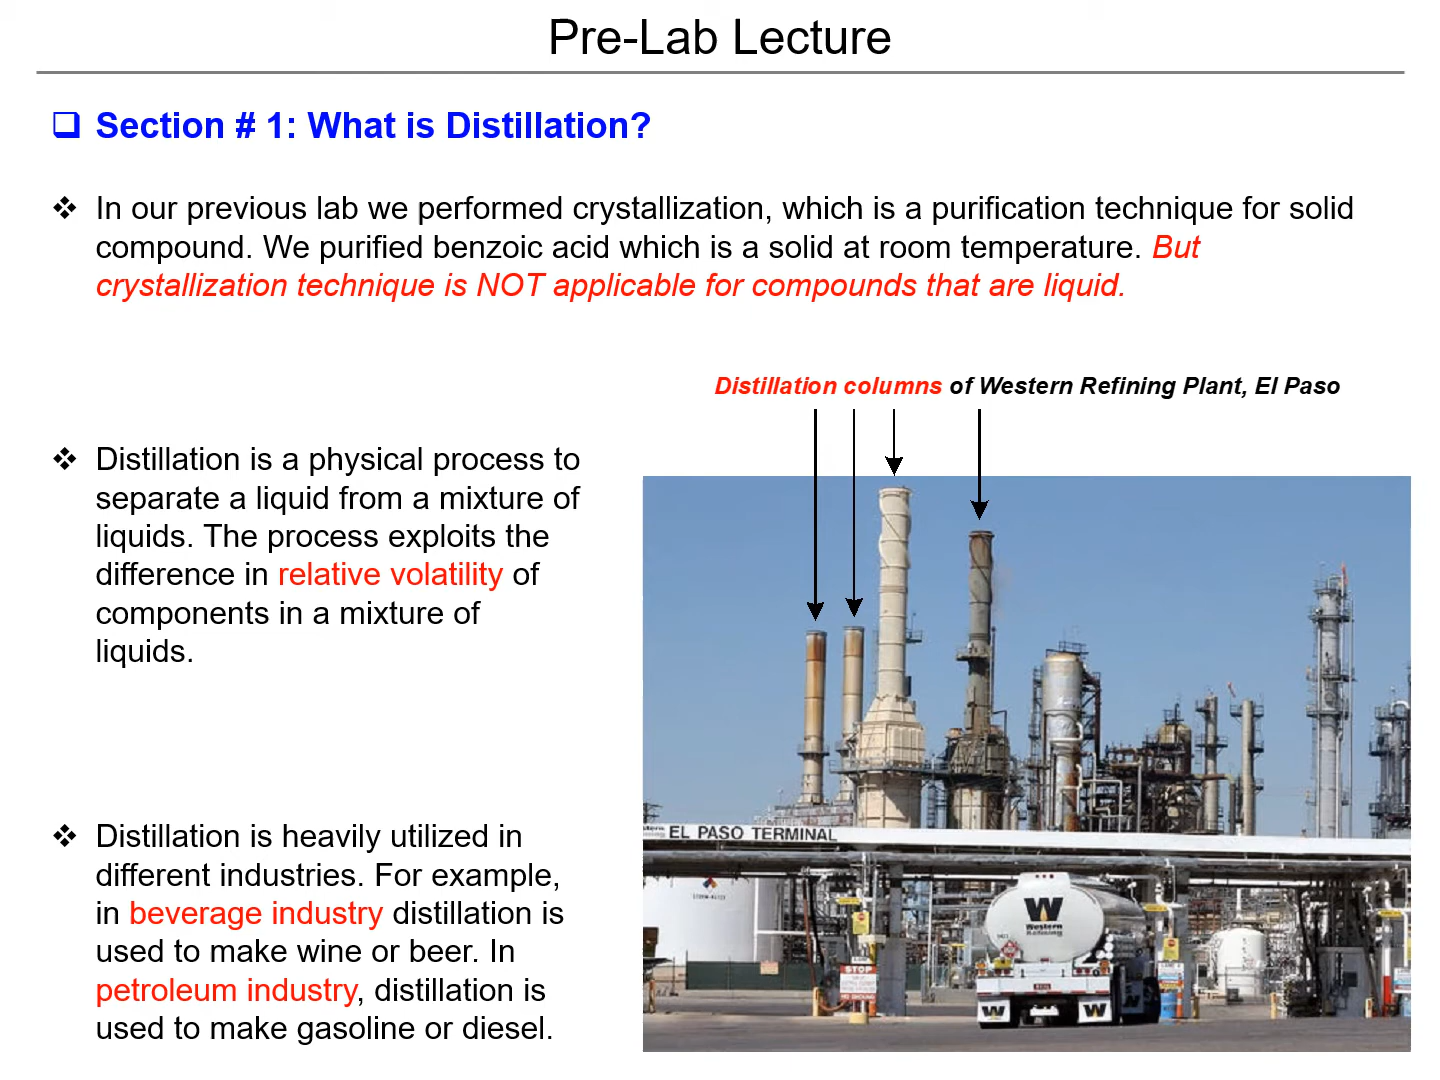 Pre-Lab Lecture
Section # 1: What is Distillation?
In our previous lab we performed crystallization, which is a purification technique for solid
compound. We purified benzoic acid which is a solid at room temperature. But
crystallization technique is NOT applicable for compounds that are liquid.
Distillation columns of Western Refining Plant, El Paso
Distillation is a physical process to
separate a liquid from a mixture of
liquids. The process exploits the
difference in relative volatility of
components in a mixture of
liquids.
Distillation is heavily utilized in
different industries. For example,
in beverage industry distillation is
used to make wine or beer. In
petroleum industry, distillation is
used to make gasoline or diesel.
EL PASO TERMINAL
W
Western
Refining
STOP
W W